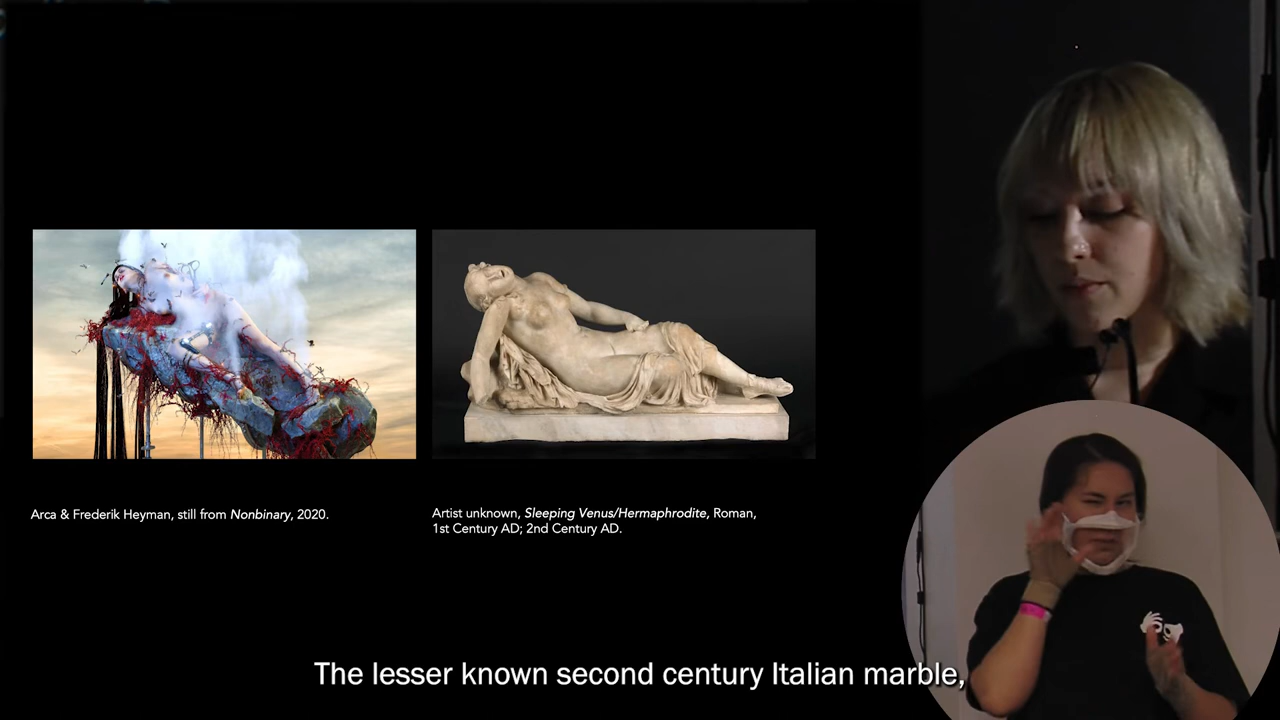 Arca & Frederik Heyman, still from Nonbinary, 2020.
Artist unknown, Sleeping Venus/Hermaphrodite, Roman,
1st Century AD; 2nd Century AD.
The lesser known second century Italian marble,